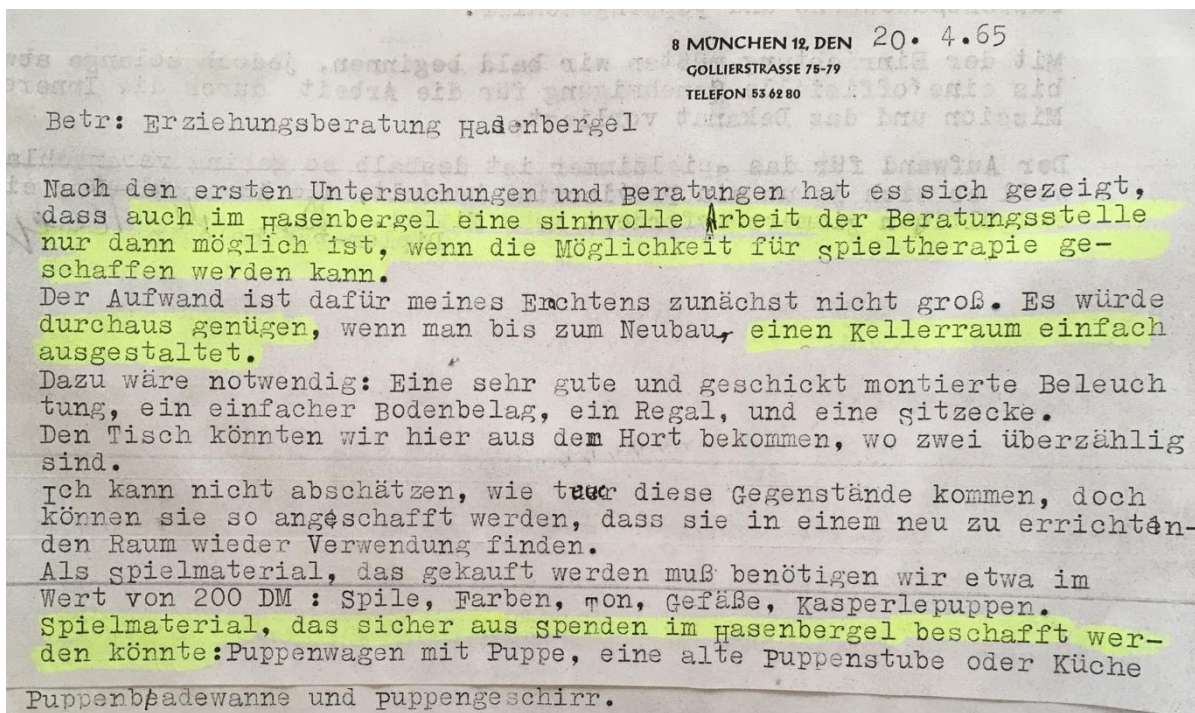 8 MÜNCHEN 12, DEN 20. 4.65
GOLLIERSTRASSE 75-79
TELEFON 53 62 80
Betr: Erziehungsberatung Hadenbergel
Nach den ersten Untersuchungen und Beratungen hat es sich gezeigt,
dass auch im Hasenbergel eine sinnvolle Arbeit der Beratungsstelle
nur dann möglich ist, wenn die Möglichkeit für Spieltherapie ge-
schaffen werden kann.
Der Aufwand ist dafür meines Erachtens zunächst nicht groß. Es würde
durchaus genügen, wenn man bis zum Neubau, einen Kellerraum einfach
ausgestaltet.
Dazu wäre notwendig: Eine sehr gute und geschickt montierte Beleuch
tung, ein einfacher Bodenbelag, ein Regal, und eine Sitzecke.
Den Tisch könnten wir hier aus dem Hort bekommen, wo zwei überzählig
sind.
Ich kann nicht abschätzen, wie teuer diese Gegenstände kommen, doch
können sie so angeschafft werden, dass sie in einem neu zu errichten-
den Raum wieder Verwendung finden.
Als Spielmaterial, das gekauft werden muß benötigen wir etwa im
Wert von 200 DM : Spile, Farben, Ton, Gefäße, Kasperlepuppen.
Spielmaterial, das sicher aus Spenden im Hasenbergel beschafft wer-
den könnte:Puppenwagen mit Puppe, eine alte Puppenstube oder Küche
Puppenbadewanne und Puppengeschirr.